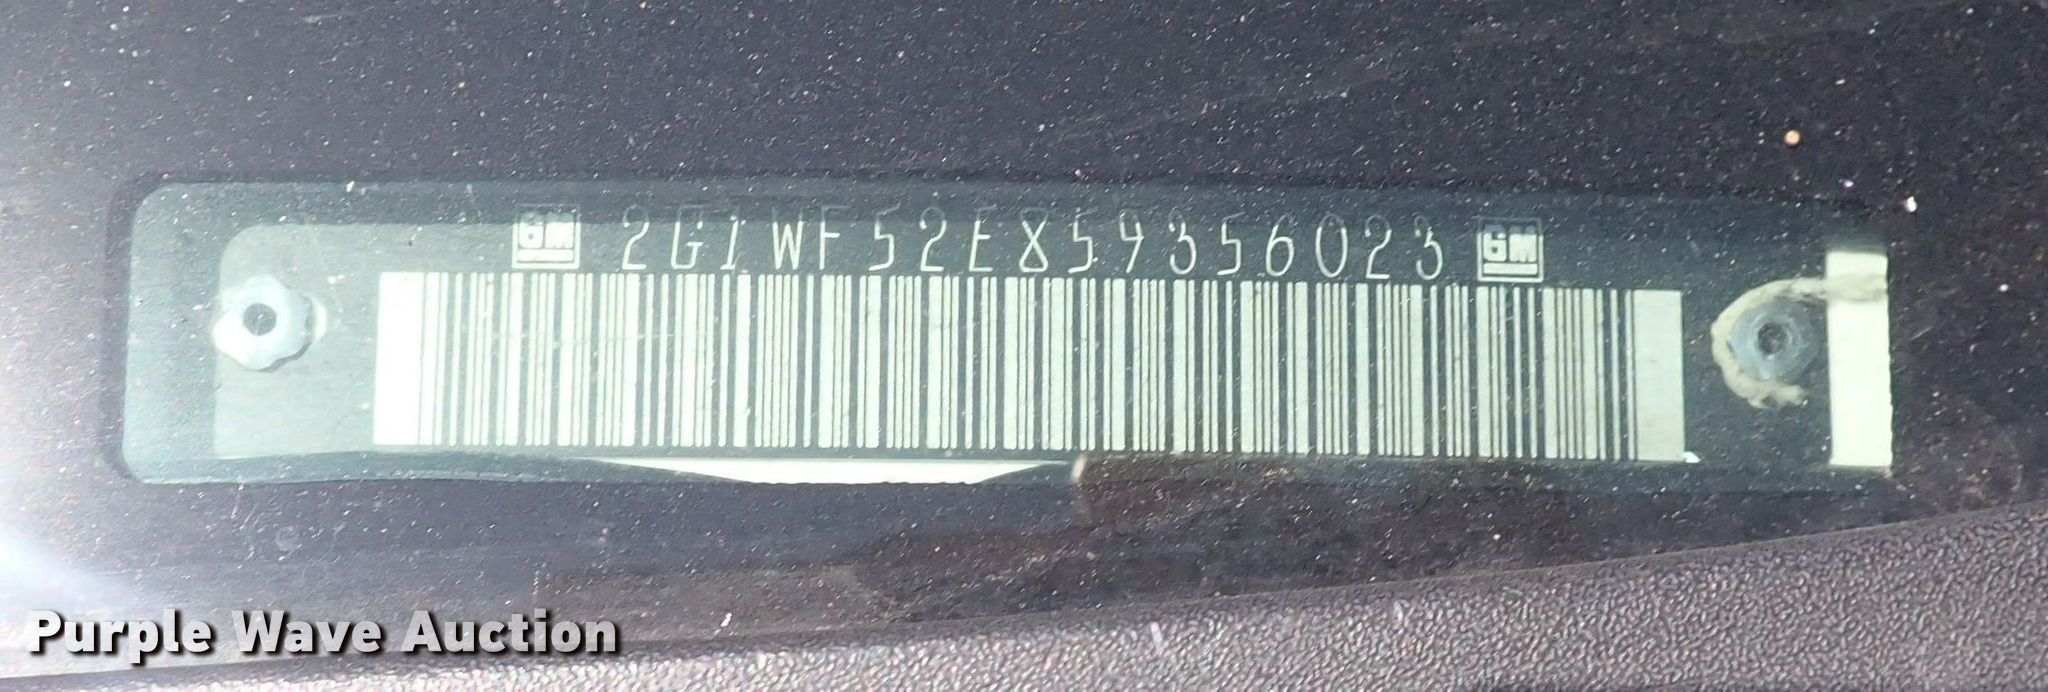 GM 2G1WF52E859356023 GM
Purple Wave Auction